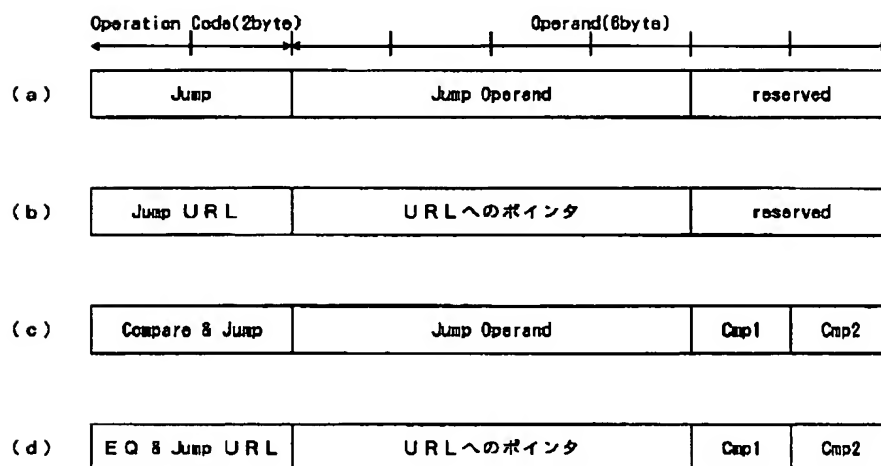 Operation Code(2byte) Operand(6byte)
(a) Jump Jump Operand reserved
(b) Jump URL URLへのポインタ reserved
(c) Compare & Jump Jump Operand Cmp1 Cmp2
(d) EQ & Jump URL URLへのポインタ Cmp1 Cmp2